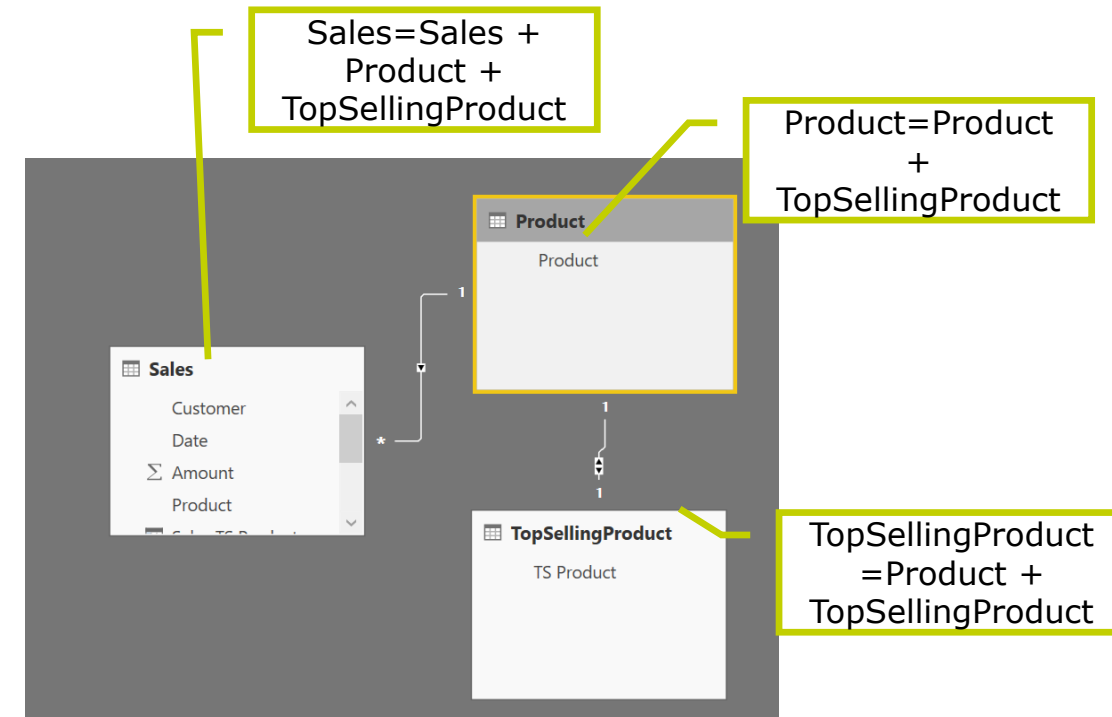 Sales=Sales +
Product +
TopSellingProduct
Product=Product
+
TopSellingProduct
Product
Product
1
Sales
Customer
Date
Σ Amount
Product
*
1
1
TopSellingProduct
TS Product
TopSellingProduct
=Product +
TopSellingProduct